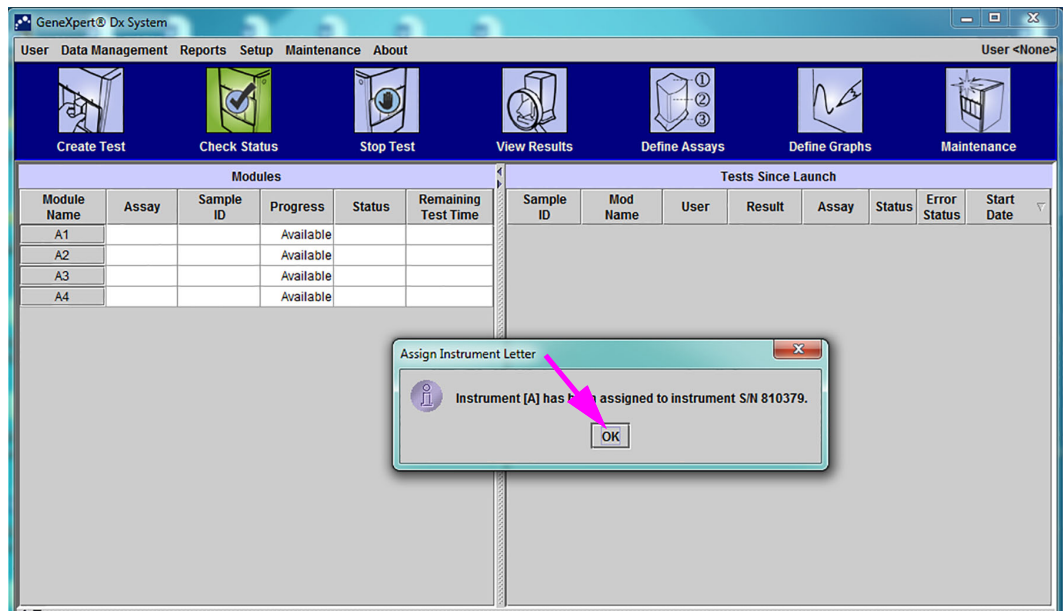 GeneXpert® Dx System
User Data Management Reports Setup Maintenance About User <None>
① ② ③
Create Test Check Status Stop Test View Results Define Assays Define Graphs Maintenance
Modules
Module Name Assay Sample ID Progress Status Remaining Test Time
A1 Available
A2 Available
A3 Available
A4 Available
Tests Since Launch
Sample ID Mod Name User Result Assay Status Error Status Start Date
Assign Instrument Letter
Instrument [A] has assigned to instrument S/N 810379.
OK